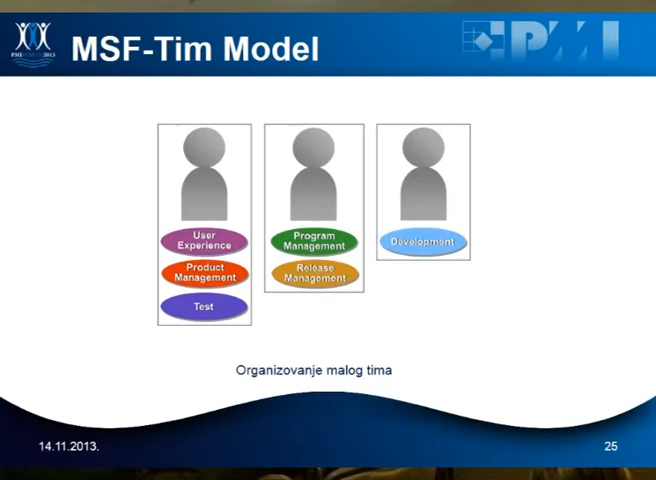 MSF-Tim Model
PMI
User
Experience
Product
Management
Test
Program
Management
Release
Management
Development
Organizovanje malog tima
14.11.2013.
25